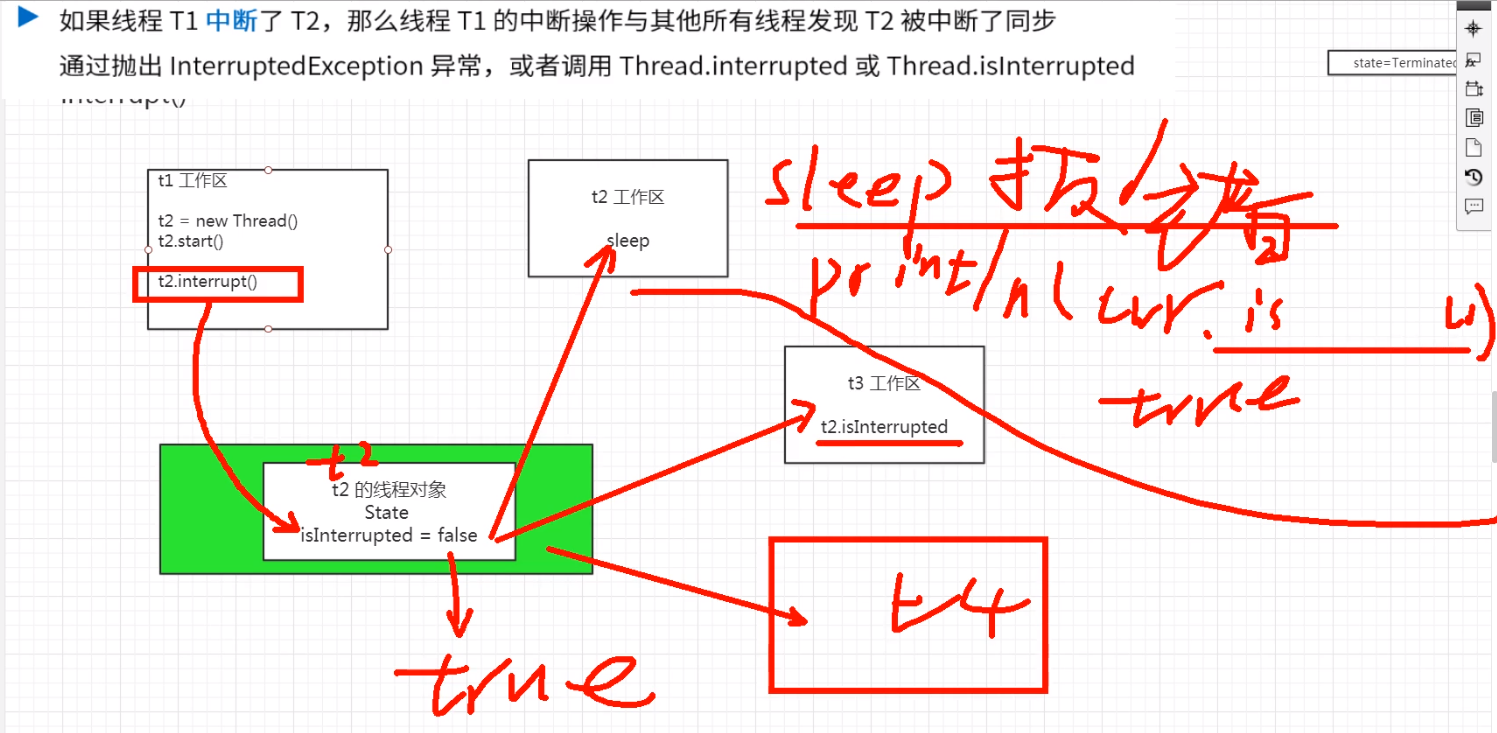 如果线程 T1 中断了 T2，那么线程 T1 的中断操作与其他所有线程发现 T2 被中断了同步
通过抛出 InterruptedException 异常，或者调用 Thread.interrupted 或 Thread.isInterrupted
state=Terminated
interrupt()
t1 工作区
t2 = new Thread()
t2.start()
t2.interrupt()
t2 工作区
sleep
sleep
println(curr.is
true
t3 工作区
t2.isInterrupted
t2
t2 的线程对象
State
isInterrupted = false
true
t4